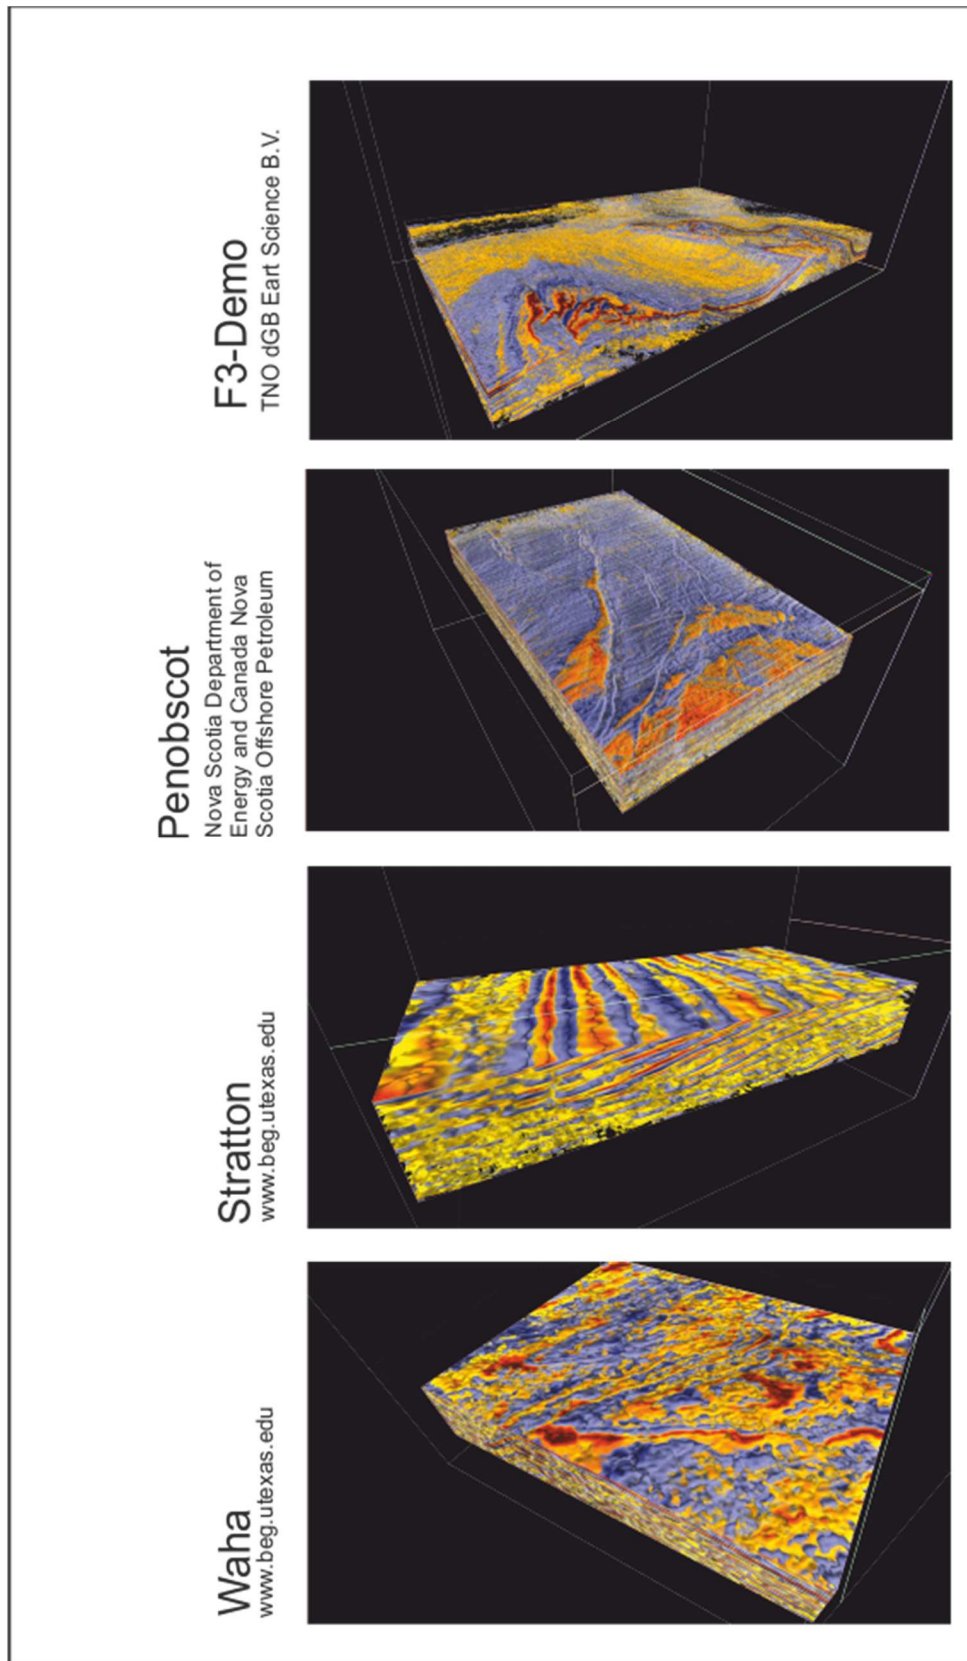 F3-Demo
TNO dGB Eart Science B.V.
Penobscot
Nova Scotia Department of
Energy and Canada Nova
Scotia Offshore Petroleum
Stratton
www.beg.utexas.edu
Waha
www.beg.utexas.edu